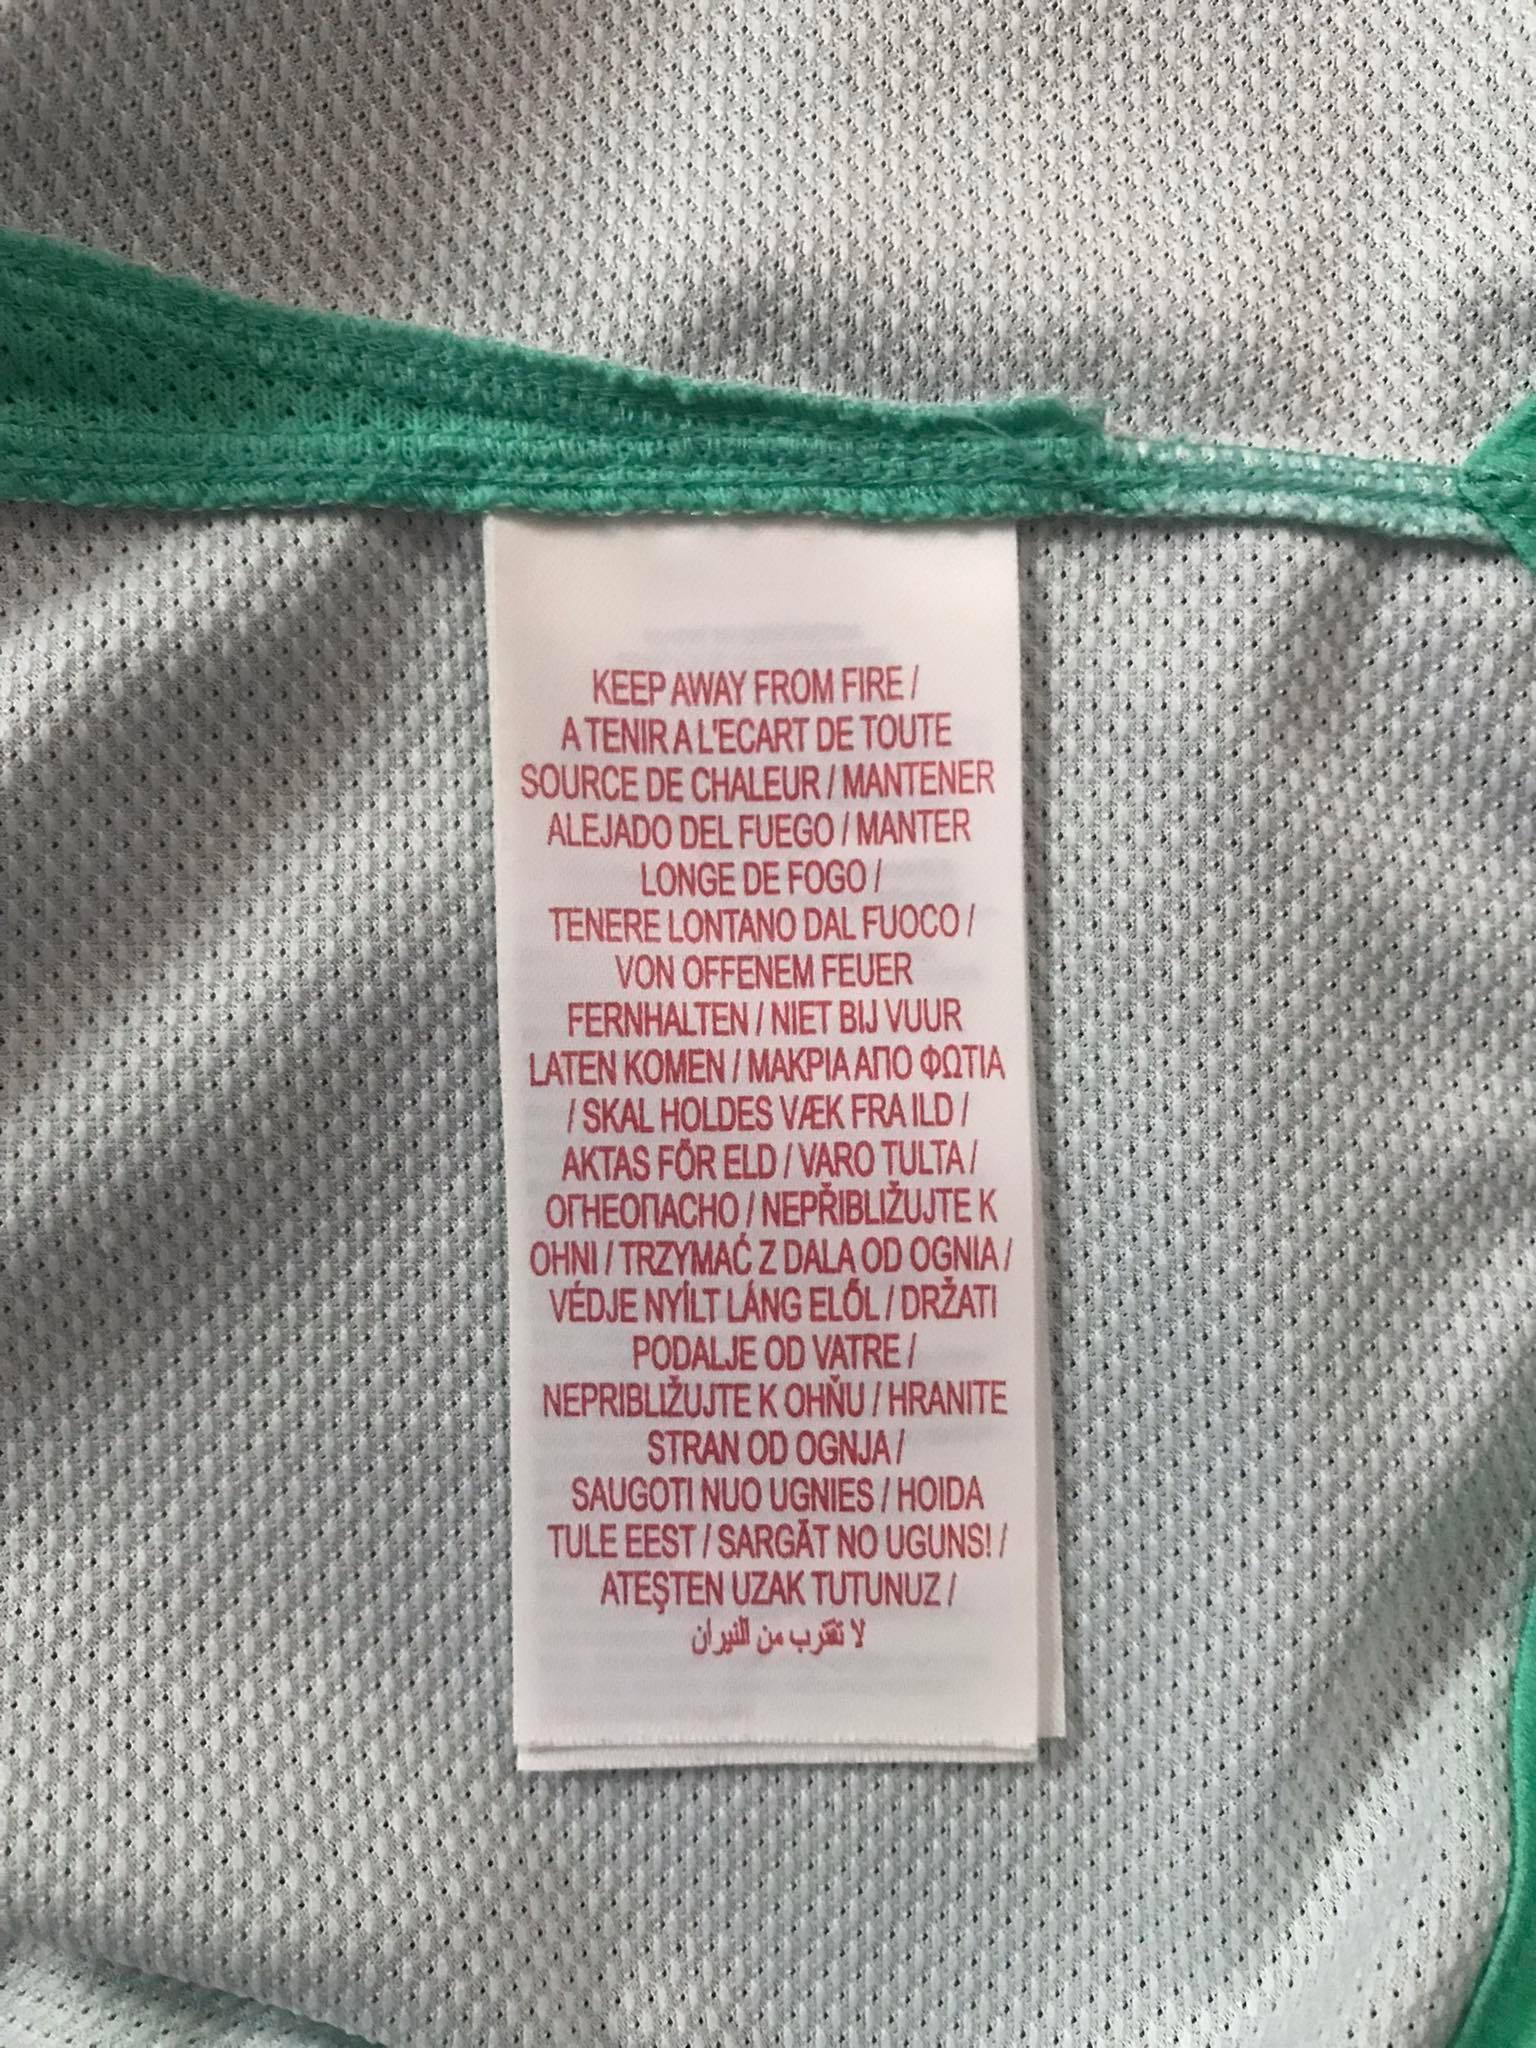 KEEP AWAY FROM FIRE /
A TENIR A L'ECART DE TOUTE
SOURCE DE CHALEUR / MANTENER
ALEJADO DEL FUEGO / MANTER
LONGE DE FOGO /
TENERE LONTANO DAL FUOCO /
VON OFFENEM FEUER
FERNHALTEN / NIET BIJ VUUR
LATEN KOMEN / ΜΑΚΡΙΑ ΑΠΟ ΦΩΤΙΑ
/ SKAL HOLDES VÆK FRA ILD /
AKTAS FÖR ELD / VARO TULTA /
ОГНЕОПАСНО / NEPŘIBLIŽUJTE K
OHNI / TRZYMAĆ Z DALA OD OGNIA /
VÉDJE NYÍLT LÁNG ELŐL / DRŽATI
PODALJE OD VATRE /
NEPRIBLIŽUJTE K OHŇU / HRANITE
STRAN OD OGNJA /
SAUGOTI NUO UGNIES / HOIDA
TULE EEST / SARGĀT NO UGUNS! /
ATEŞTEN UZAK TUTUNUZ /
لا تقترب من النيران